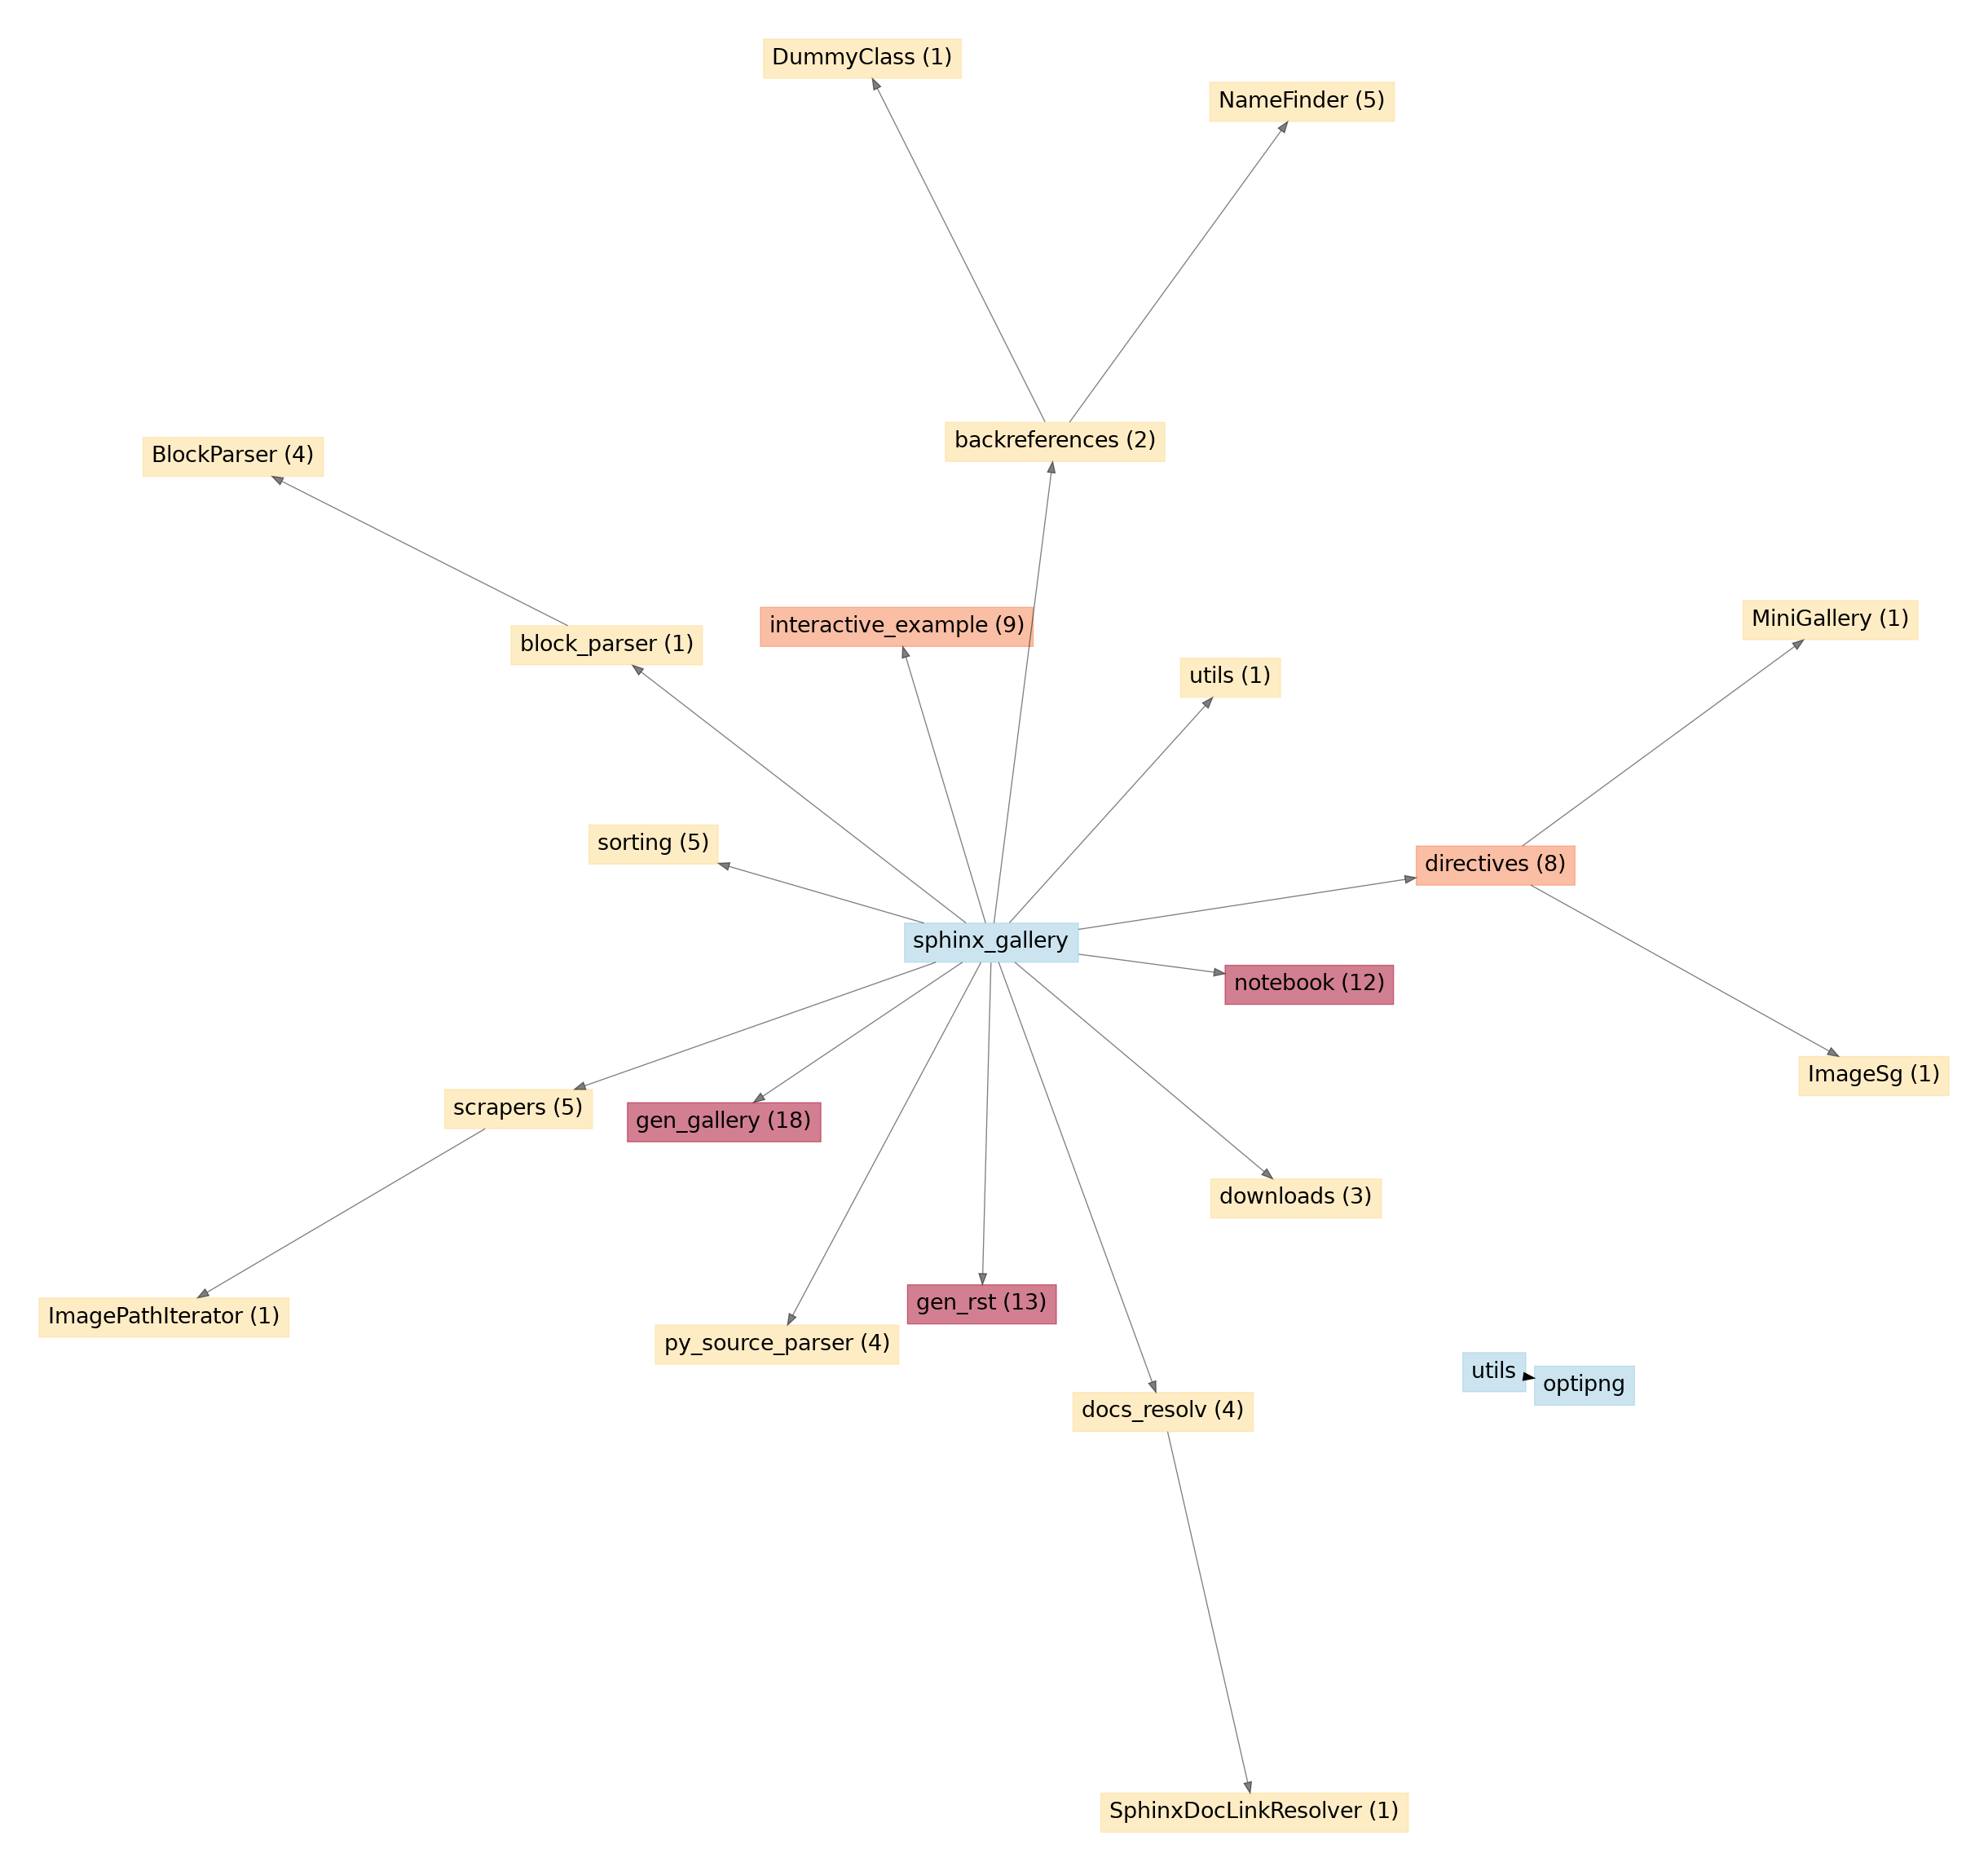 DummyClass (1)
NameFinder (5)
backreferences (2)
BlockParser (4)
MiniGallery (1)
interactive_example (9)
block_parser (1)
utils (1)
sorting (5)
directives (8)
sphinx_gallery
notebook (12)
ImageSg (1)
scrapers (5)
gen_gallery (18)
downloads (3)
gen_rst (13)
ImagePathIterator (1)
py_source_parser (4)
utils
optipng
docs_resolv (4)
SphinxDocLinkResolver (1)